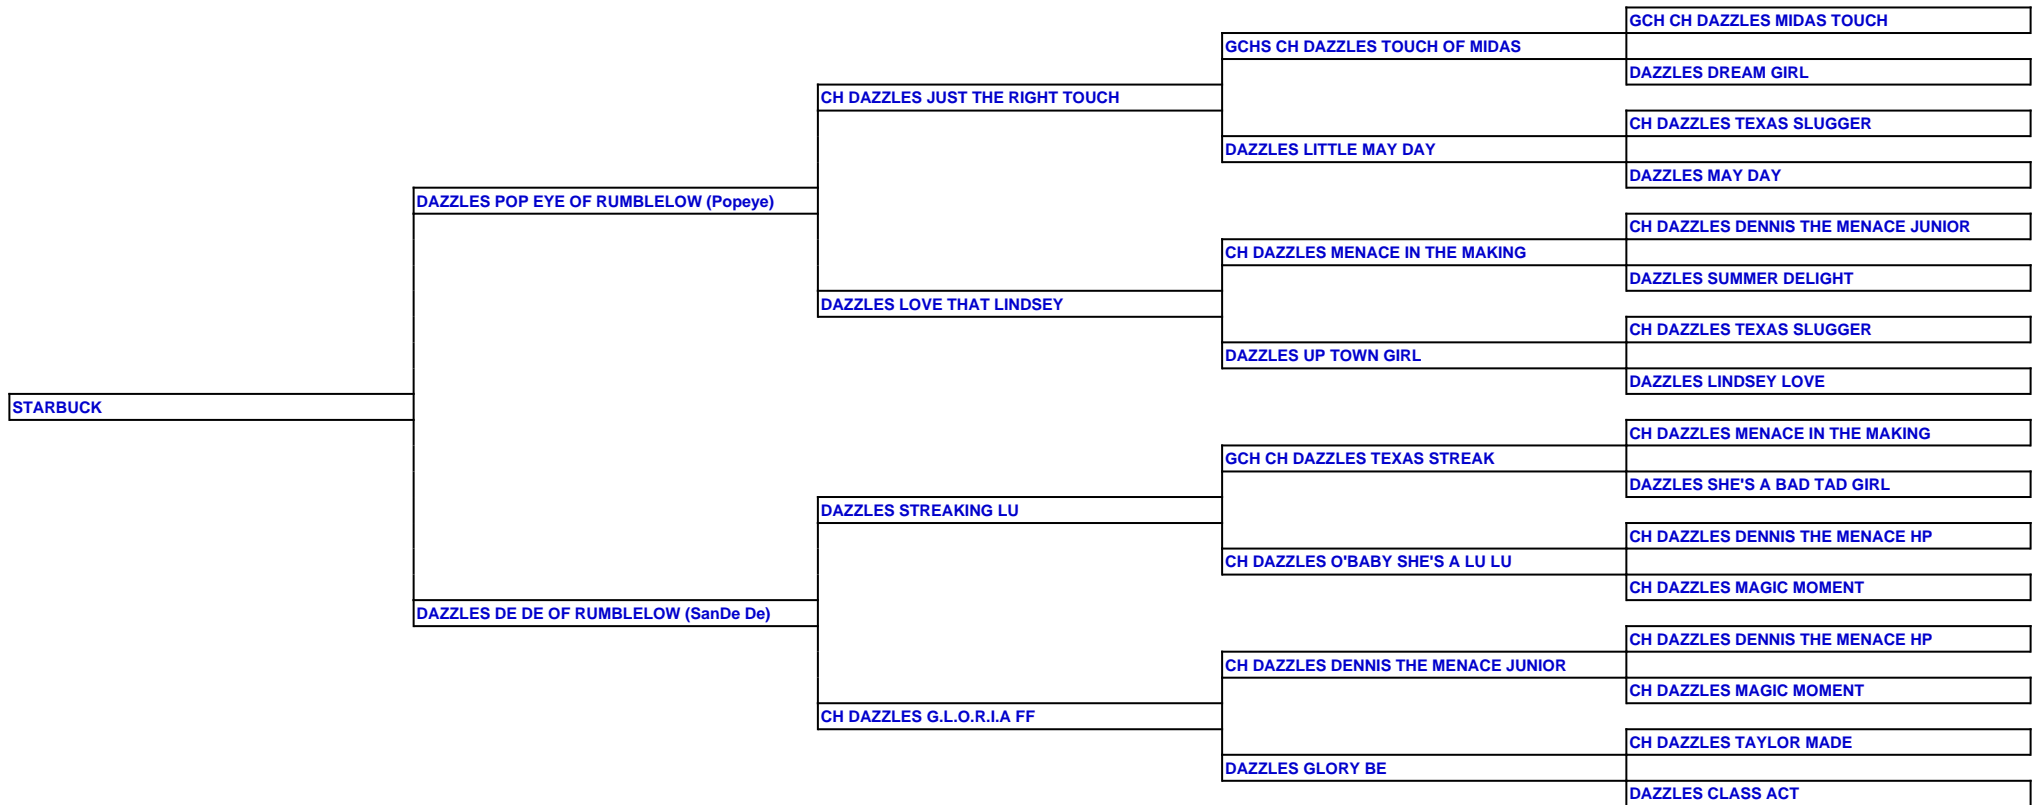 GCH CH DAZZLES MIDAS TOUCH
GCHS CH DAZZLES TOUCH OF MIDAS
DAZZLES DREAM GIRL
CH DAZZLES JUST THE RIGHT TOUCH
CH DAZZLES TEXAS SLUGGER
DAZZLES LITTLE MAY DAY
DAZZLES MAY DAY
DAZZLES POP EYE OF RUMBLELOW (Popeye)
CH DAZZLES DENNIS THE MENACE JUNIOR
CH DAZZLES MENACE IN THE MAKING
DAZZLES SUMMER DELIGHT
DAZZLES LOVE THAT LINDSEY
CH DAZZLES TEXAS SLUGGER
DAZZLES UP TOWN GIRL
DAZZLES LINDSEY LOVE
STARBUCK
CH DAZZLES MENACE IN THE MAKING
GCH CH DAZZLES TEXAS STREAK
DAZZLES SHE'S A BAD TAD GIRL
DAZZLES STREAKING LU
CH DAZZLES DENNIS THE MENACE HP
CH DAZZLES O'BABY SHE'S A LU LU
CH DAZZLES MAGIC MOMENT
DAZZLES DE DE OF RUMBLELOW (SanDe De)
CH DAZZLES DENNIS THE MENACE HP
CH DAZZLES DENNIS THE MENACE JUNIOR
CH DAZZLES MAGIC MOMENT
CH DAZZLES G.L.O.R.I.A FF
CH DAZZLES TAYLOR MADE
DAZZLES GLORY BE
DAZZLES CLASS ACT